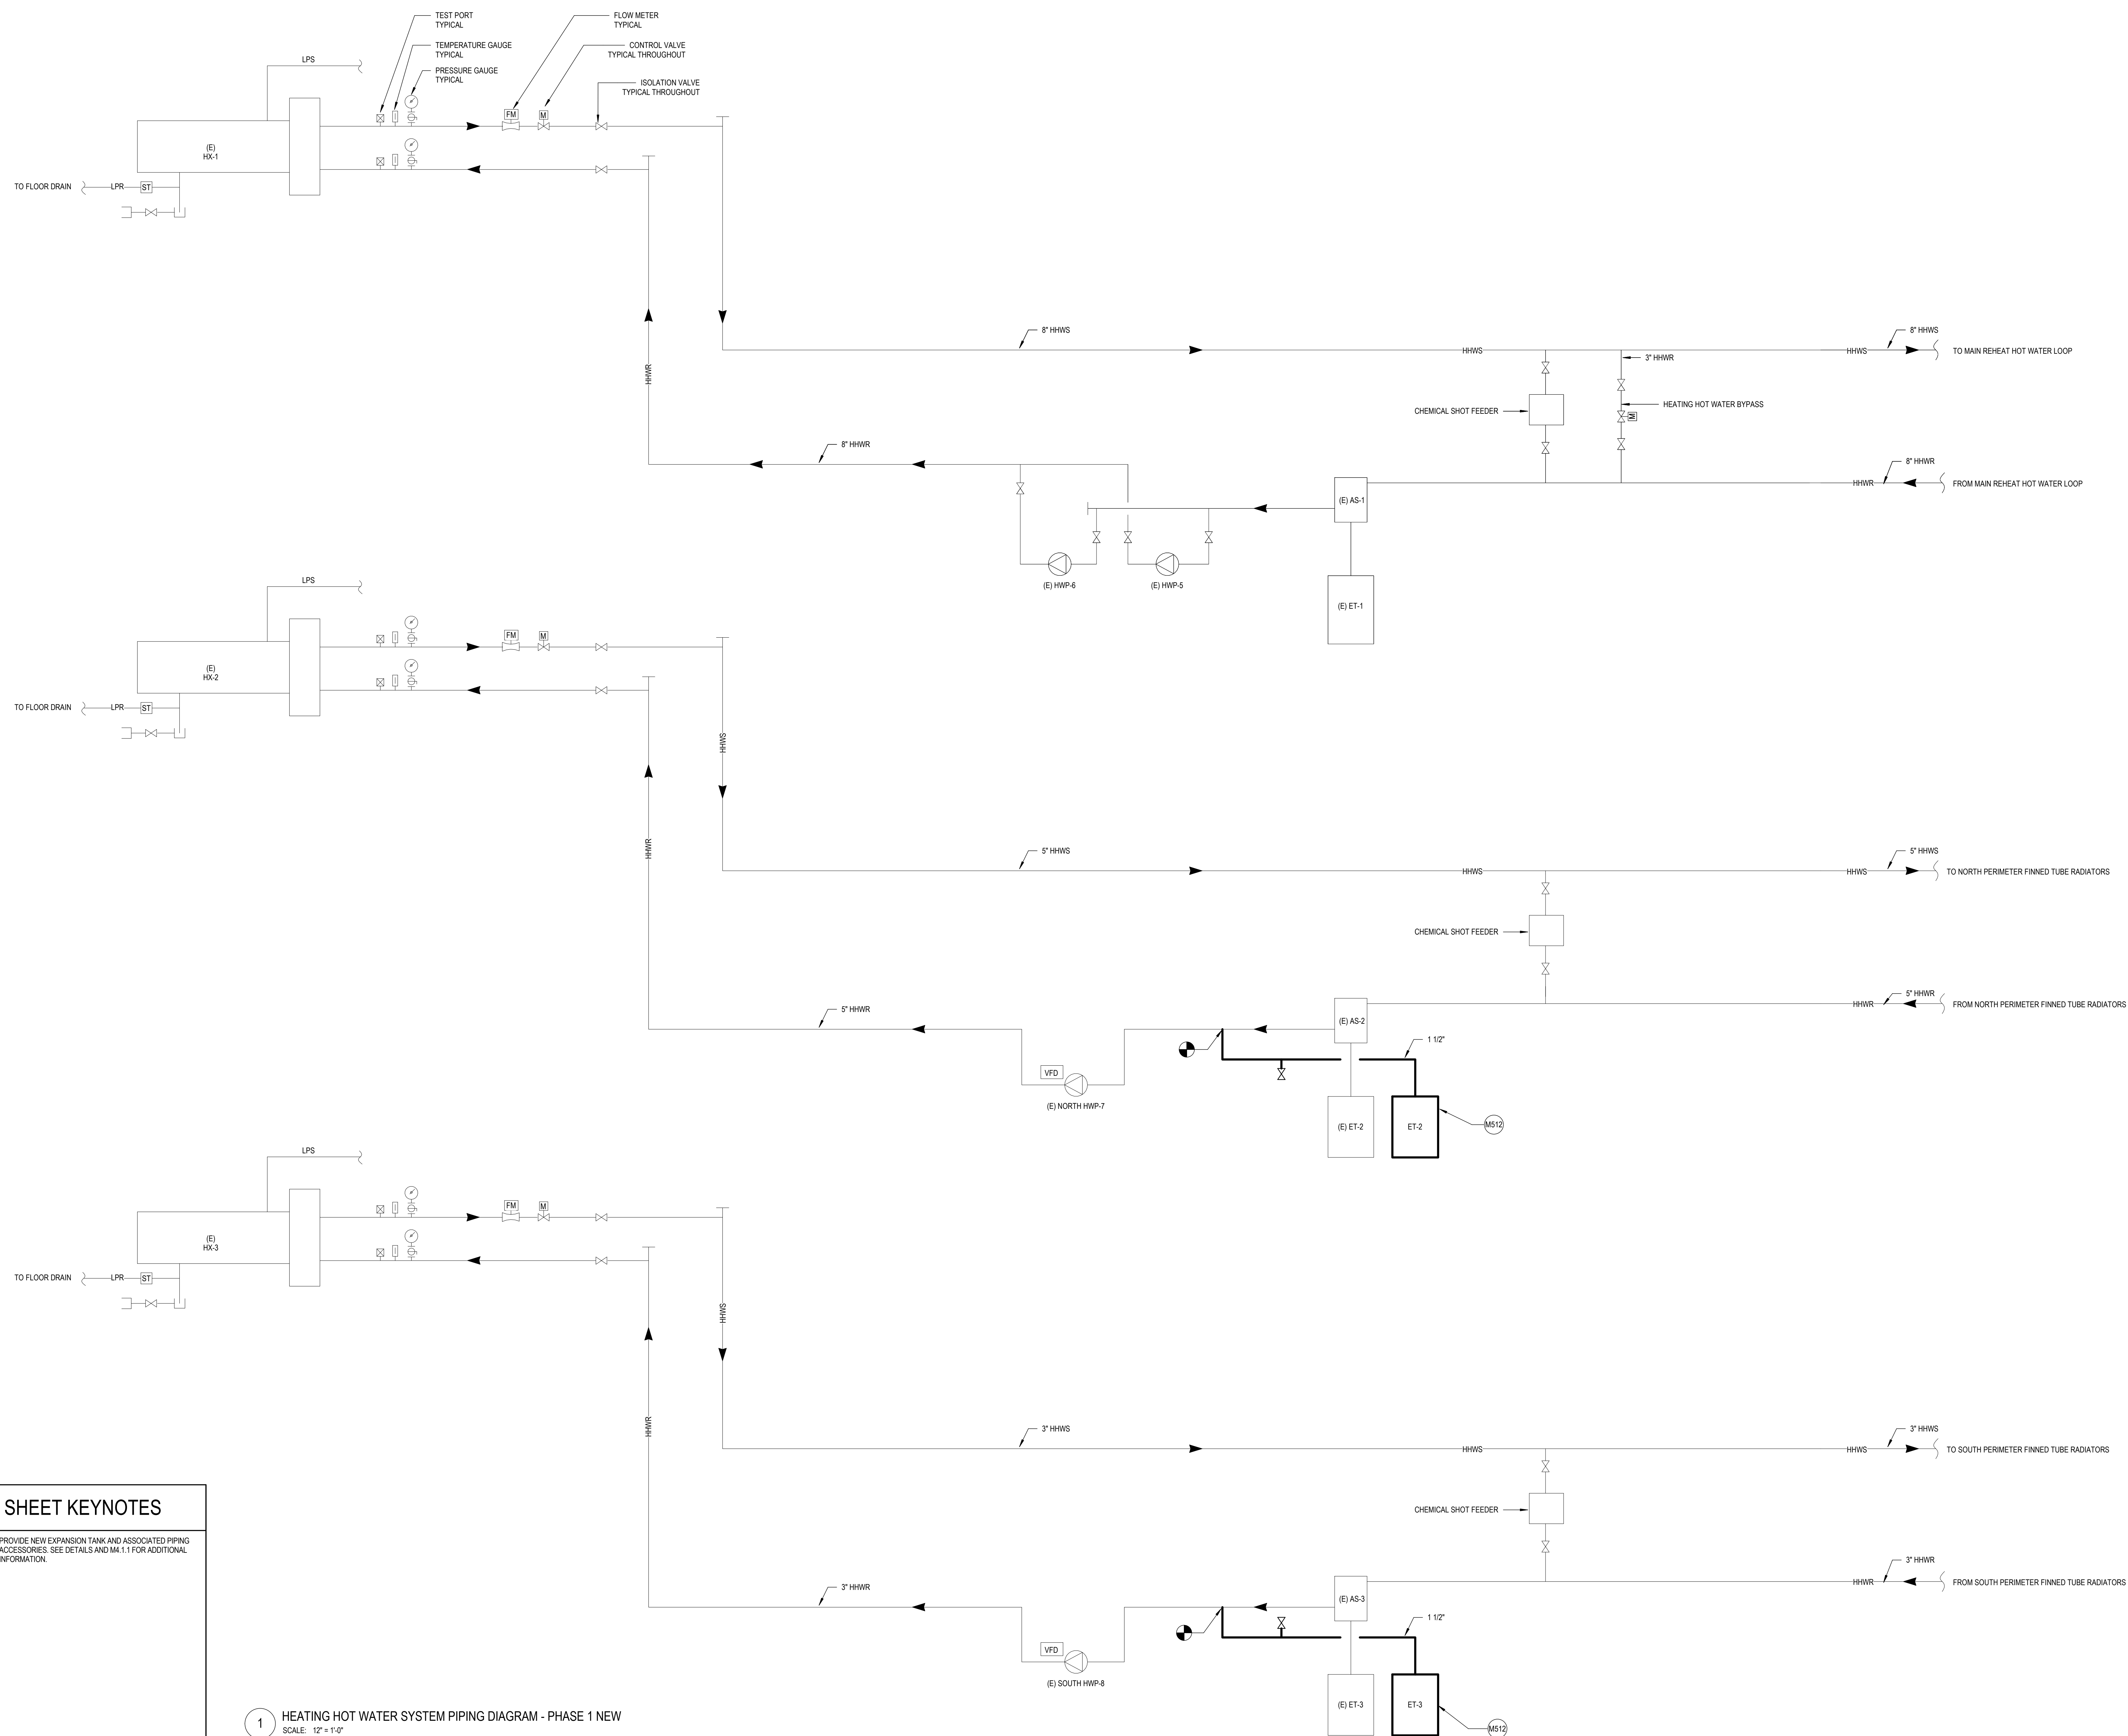 TEST PORT
TYPICAL
TEMPERATURE GAUGE
TYPICAL
PRESSURE GAUGE
TYPICAL
FLOW METER
TYPICAL
CONTROL VALVE
TYPICAL THROUGHOUT
ISOLATION VALVE
TYPICAL THROUGHOUT
LPS
FM
M
(E)
HX-1
TO FLOOR DRAIN
LPR
ST
HHWR
8" HHWS
HHWS
8" HHWS
HHWS
TO MAIN REHEAT HOT WATER LOOP
3" HHWR
HEATING HOT WATER BYPASS
M
CHEMICAL SHOT FEEDER
8" HHWR
8" HHWR
HHWR
FROM MAIN REHEAT HOT WATER LOOP
(E) AS-1
(E) HWP-6
(E) HWP-5
(E) ET-1
LPS
FM
M
(E)
HX-2
TO FLOOR DRAIN
LPR
ST
HHWS
HHWR
5" HHWS
HHWS
5" HHWS
HHWS
TO NORTH PERIMETER FINNED TUBE RADIATORS
CHEMICAL SHOT FEEDER
5" HHWR
5" HHWR
HHWR
FROM NORTH PERIMETER FINNED TUBE RADIATORS
(E) AS-2
1 1/2"
VFD
(E) NORTH HWP-7
(E) ET-2
ET-2
M512
LPS
FM
M
(E)
HX-3
TO FLOOR DRAIN
LPR
ST
HHWS
HHWR
3" HHWS
HHWS
3" HHWS
HHWS
TO SOUTH PERIMETER FINNED TUBE RADIATORS
CHEMICAL SHOT FEEDER
3" HHWR
3" HHWR
HHWR
FROM SOUTH PERIMETER FINNED TUBE RADIATORS
(E) AS-3
1 1/2"
VFD
(E) SOUTH HWP-8
(E) ET-3
ET-3
M512
SHEET KEYNOTES
PROVIDE NEW EXPANSION TANK AND ASSOCIATED PIPING
ACCESSORIES. SEE DETAILS AND M4.1.1 FOR ADDITIONAL
INFORMATION.
1
HEATING HOT WATER SYSTEM PIPING DIAGRAM - PHASE 1 NEW
SCALE: 12" = 1'-0"